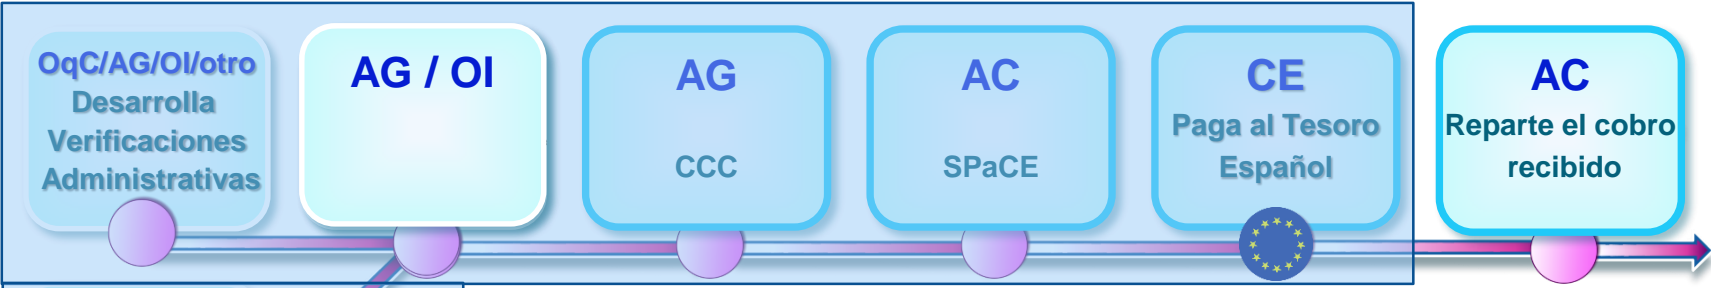 OqC/AG/OI/otro
Desarrolla
Verificaciones
Administrativas
AG / OI
AG
CCC
AC
SPaCE
CE
Paga al Tesoro
Español
AC
Reparte el cobro
recibido